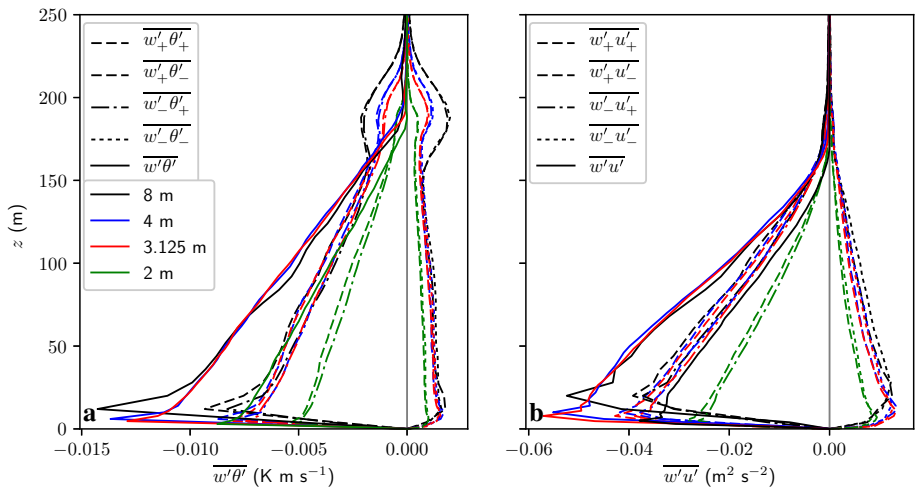 250
200
150
100
50
0
z (m)
w′₊θ′₊
w′₊θ′₋
w′₋θ′₊
w′₋θ′₋
w′θ′
8 m
4 m
3.125 m
2 m
a
−0.015 −0.010 −0.005 0.000
w′θ′ (K m s⁻¹)
w′₊u′₊
w′₊u′₋
w′₋u′₊
w′₋u′₋
w′u′
b
−0.06 −0.04 −0.02 0.00
w′u′ (m² s⁻²)